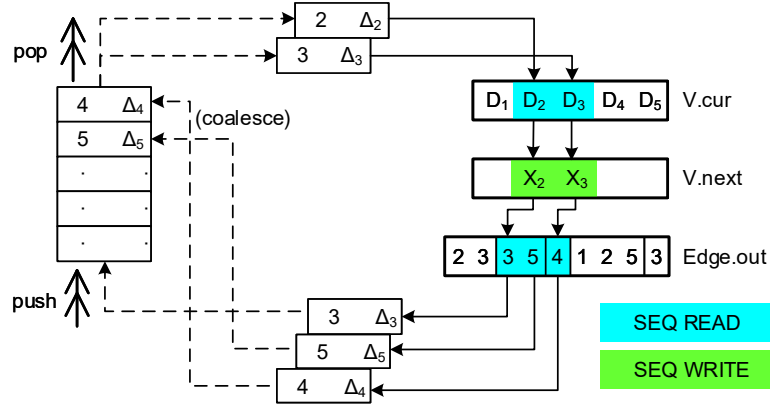 2 Δ2
3 Δ3
pop
4 Δ4
5 Δ5
. .
. .
. .
(coalesce)
D1 D2 D3 D4 D5
V.cur
X2 X3
V.next
2 3 3 5 4 1 2 5 3
Edge.out
push
3 Δ3
5 Δ5
4 Δ4
SEQ READ
SEQ WRITE